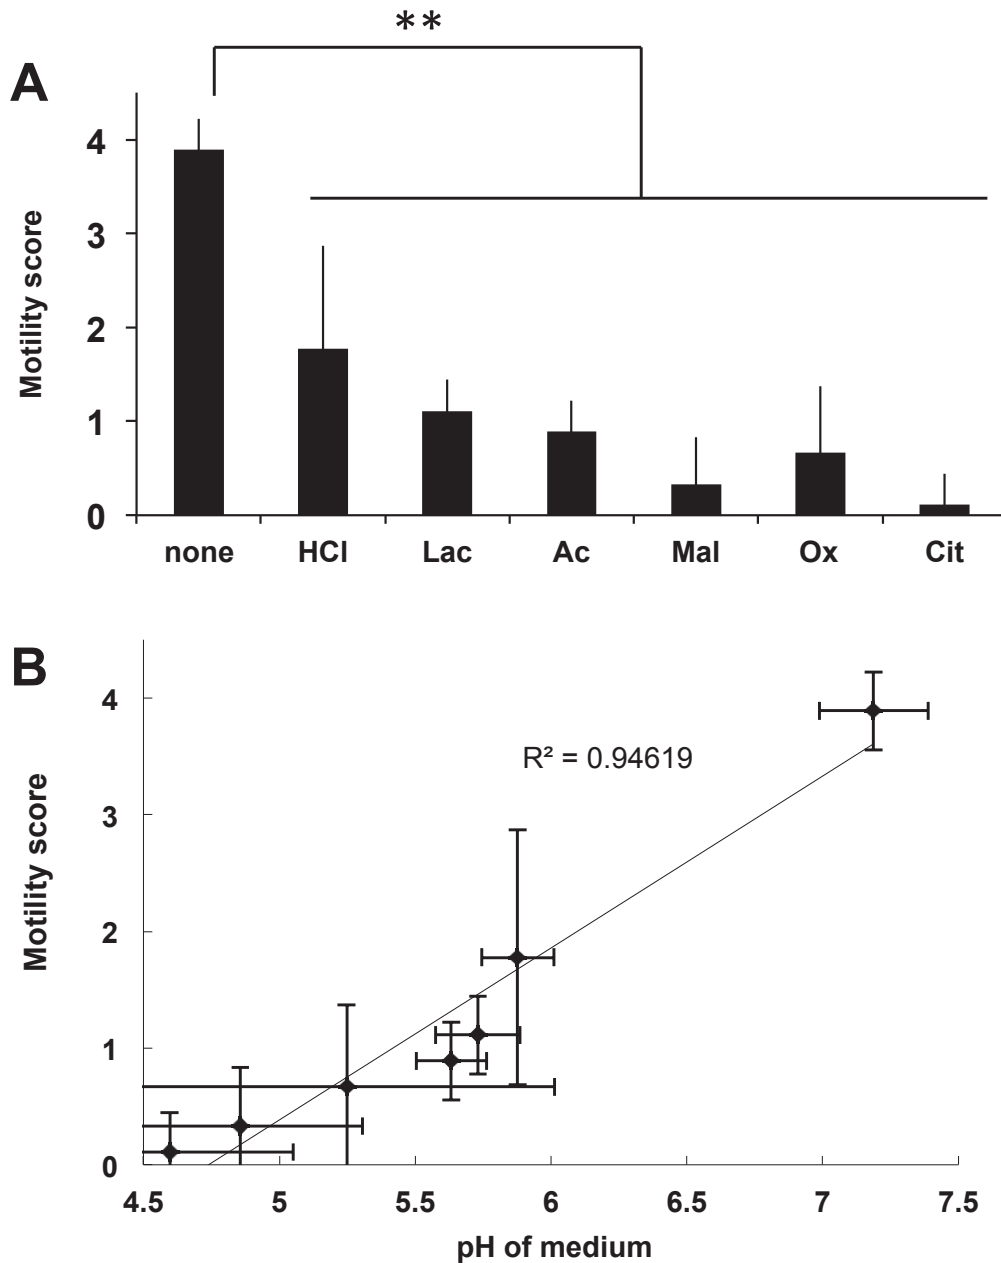 **
A
4
3
2
1
0
Motility score
none HCl Lac Ac Mal Ox Cit
B
4
3
2
1
0
Motility score
R² = 0.94619
4.5 5 5.5 6 6.5 7 7.5
pH of medium